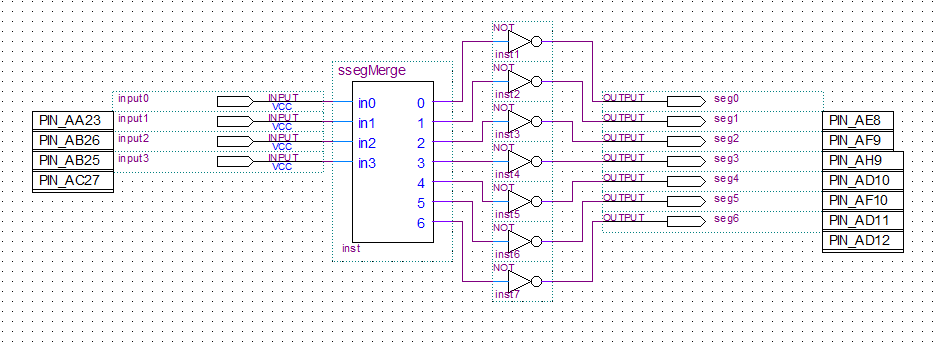 NOT
inst1
ssegMerge
NOT
inst2
input0
INPUT
VCC
in0
0
OUTPUT
seg0
PIN_AA23
input1
INPUT
VCC
in1
1
NOT
inst3
OUTPUT
seg1
PIN_AE8
PIN_AB26
input2
INPUT
VCC
in2
2
OUTPUT
seg2
PIN_AF9
PIN_AB25
input3
INPUT
VCC
in3
3
NOT
inst4
OUTPUT
seg3
PIN_AH9
PIN_AC27
4
NOT
inst5
OUTPUT
seg4
PIN_AD10
5
OUTPUT
seg5
PIN_AF10
6
NOT
inst6
OUTPUT
seg6
PIN_AD11
PIN_AD12
inst
NOT
inst7